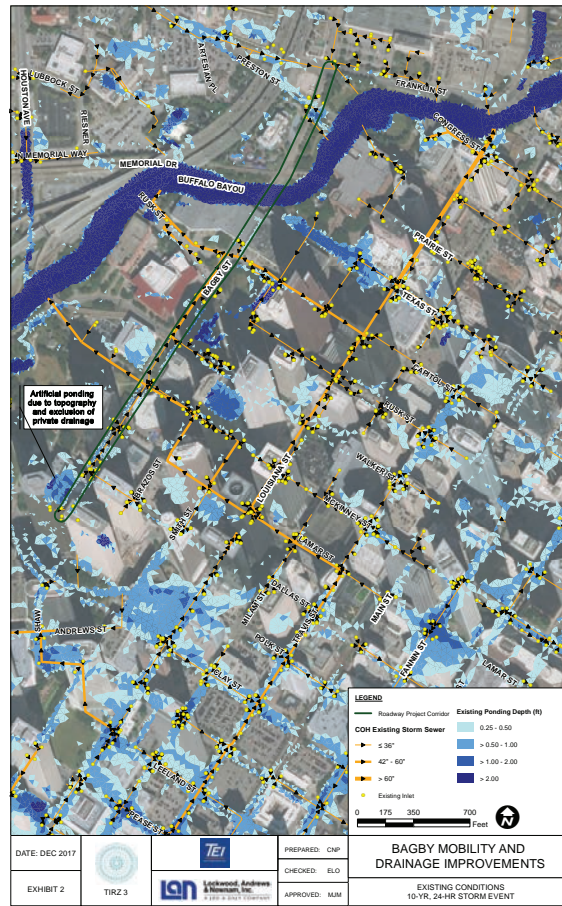 PRESTON ST
ARTESIAN PL
FRANKLIN ST
HOUSTON AVE
LUBBOCK ST
RIESNER
CONGRESS ST
N MEMORIAL WAY
MEMORIAL DR
BUFFALO BAYOU
RUSK ST
PRAIRIE ST
BAGBY ST
TEXAS ST
CAPITOL ST
Artificial ponding
due to topography
and exclusion of
private drainage
RUSK ST
WALKER ST
BRAZOS ST
LOUISIANA ST
MCKINNEY ST
SMITH ST
LAMAR ST
DALLAS ST
MILAM ST
TRAVIS ST
MAIN ST
SHAW
ANDREWS ST
POLK ST
FANNIN ST
LAMAR ST
CLAY ST
LEELAND ST
PEASE ST
LEGEND
Roadway Project Corridor
COH Existing Storm Sewer
≤ 36"
42" - 60"
> 60"
Existing Inlet
Existing Ponding Depth (ft)
0.25 - 0.50
> 0.50 - 1.00
> 1.00 - 2.00
> 2.00
0 175 350 700
Feet
N
DATE: DEC 2017
EXHIBIT 2
TIRZ 3
TEI
LAN
Lockwood, Andrews
& Newnam, Inc.
A LEO A DALY COMPANY
PREPARED: CNP
CHECKED: ELO
APPROVED: MJM
BAGBY MOBILITY AND
DRAINAGE IMPROVEMENTS
EXISTING CONDITIONS
10-YR, 24-HR STORM EVENT